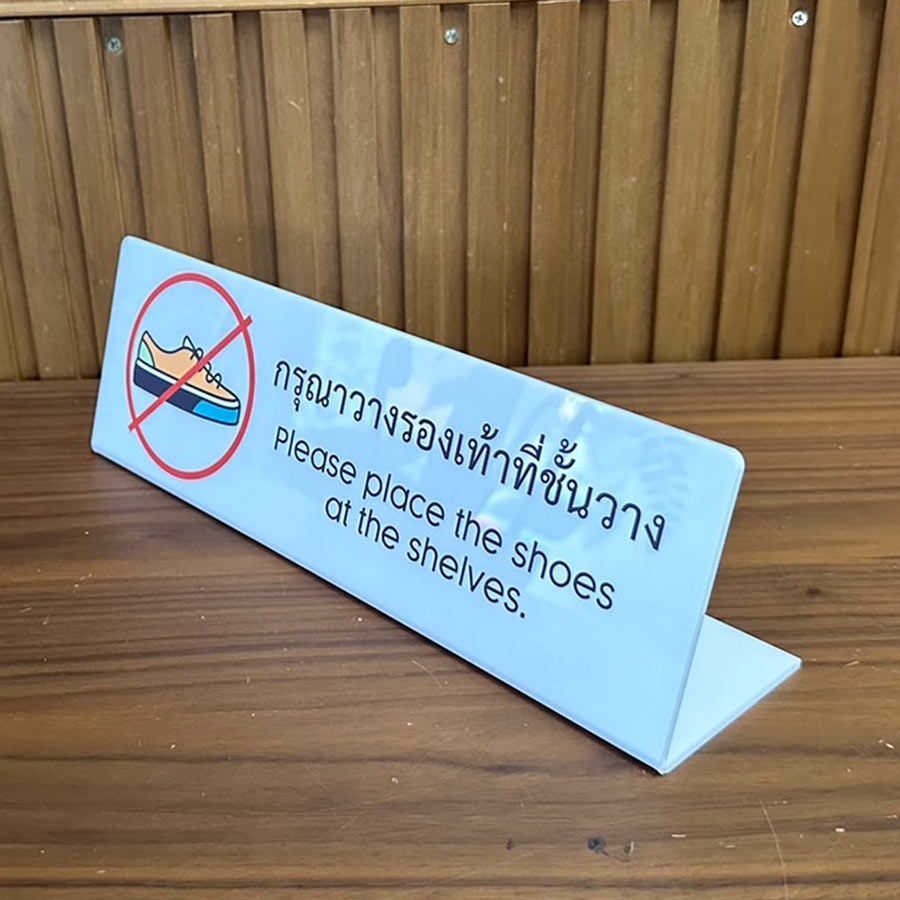 กรุณาวางรองเท้าที่ชั้นวาง
Please place the shoes
at the shelves.